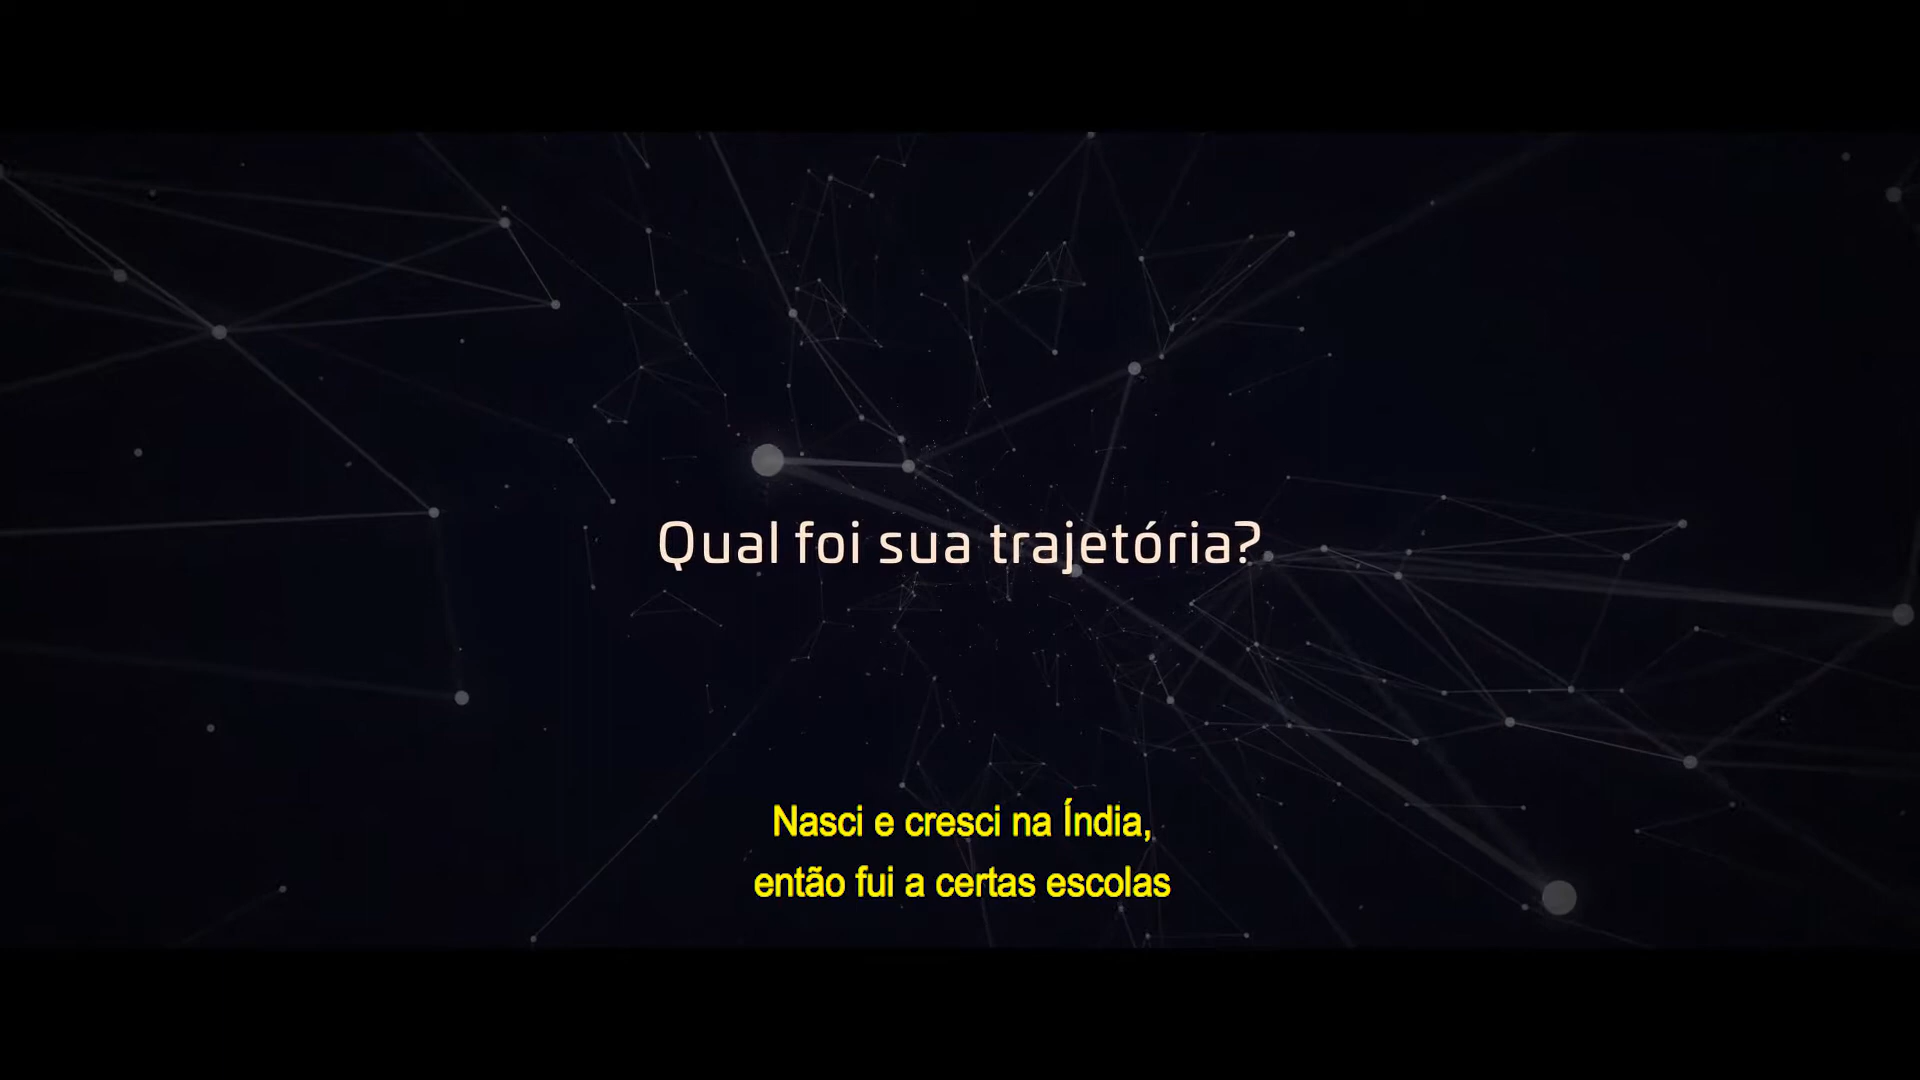 Qual foi sua trajetória?
Nasci e cresci na Índia,
então fui a certas escolas